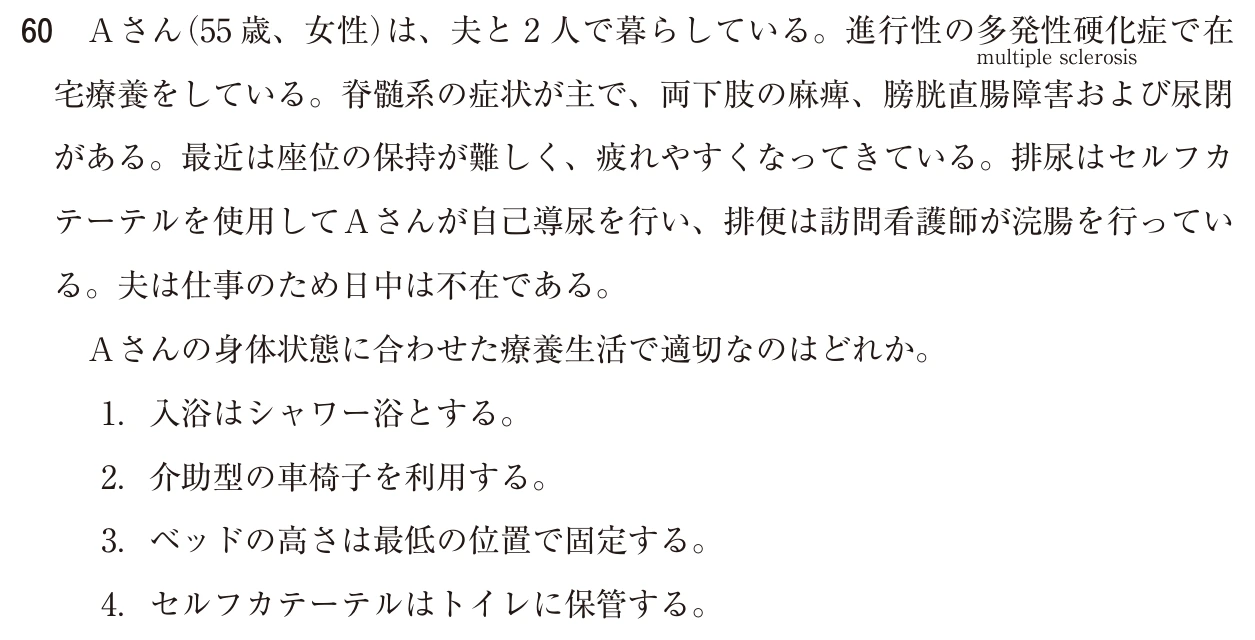 60 Aさん(55歳、女性)は、夫と2人で暮らしている。進行性の多発性硬化症で在
multiple sclerosis
宅療養をしている。脊髄系の症状が主で、両下肢の麻痺、膀胱直腸障害および尿閉
がある。最近は座位の保持が難しく、疲れやすくなってきている。排尿はセルフカ
テーテルを使用してAさんが自己導尿を行い、排便は訪問看護師が浣腸を行ってい
る。夫は仕事のため日中は不在である。
Aさんの身体状態に合わせた療養生活で適切なのはどれか。
1. 入浴はシャワー浴とする。
2. 介助型の車椅子を利用する。
3. ベッドの高さは最低の位置で固定する。
4. セルフカテーテルはトイレに保管する。